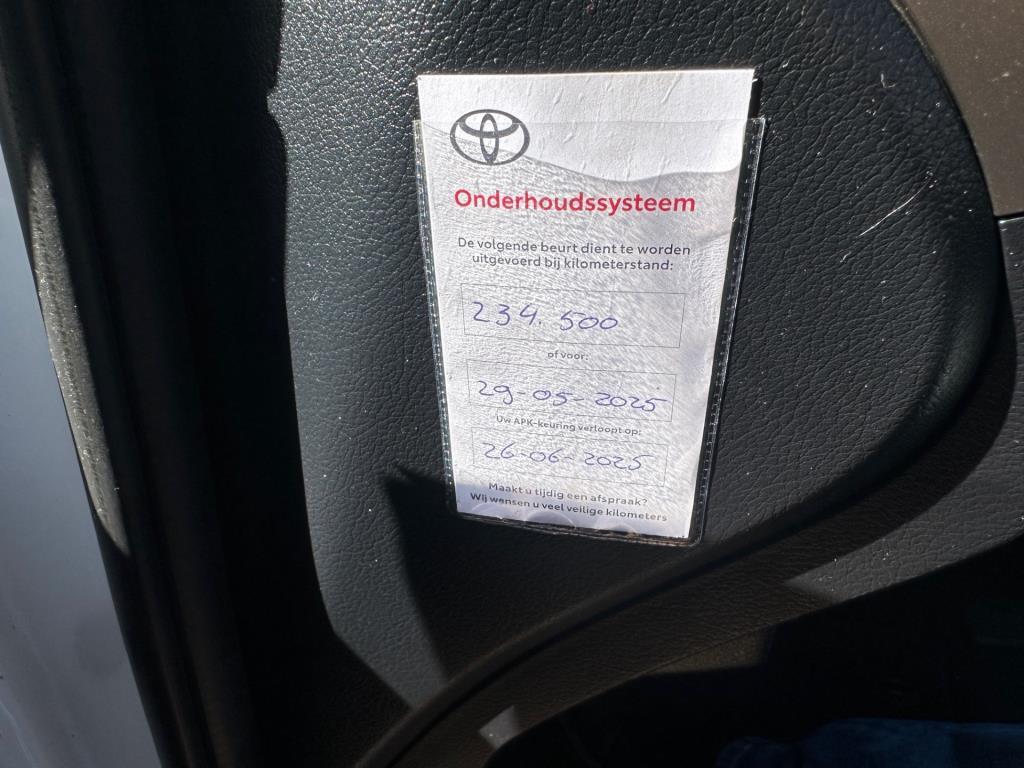 Onderhoudssysteem
De volgende beurt dient te worden
uitgevoerd bij kilometerstand:
234.500
of voor:
29-05-2025
Uw APK-keuring verloopt op:
26-06-2025
Maakt u tijdig een afspraak?
Wij wensen u veel veilige kilometers